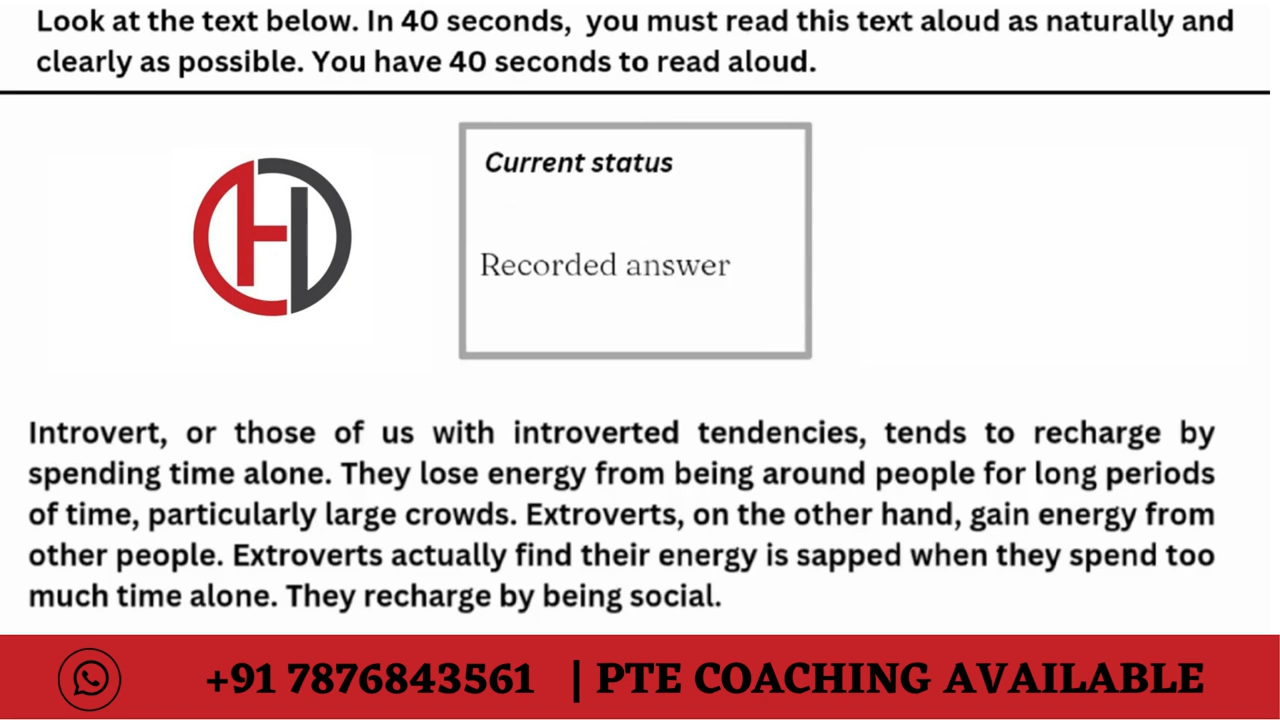 Look at the text below. In 40 seconds, you must read this text aloud as naturally and
clearly as possible. You have 40 seconds to read aloud.
Current status
Recorded answer
Introvert, or those of us with introverted tendencies, tends to recharge by
spending time alone. They lose energy from being around people for long periods
of time, particularly large crowds. Extroverts, on the other hand, gain energy from
other people. Extroverts actually find their energy is sapped when they spend too
much time alone. They recharge by being social.
+91 7876843561 | PTE COACHING AVAILABLE